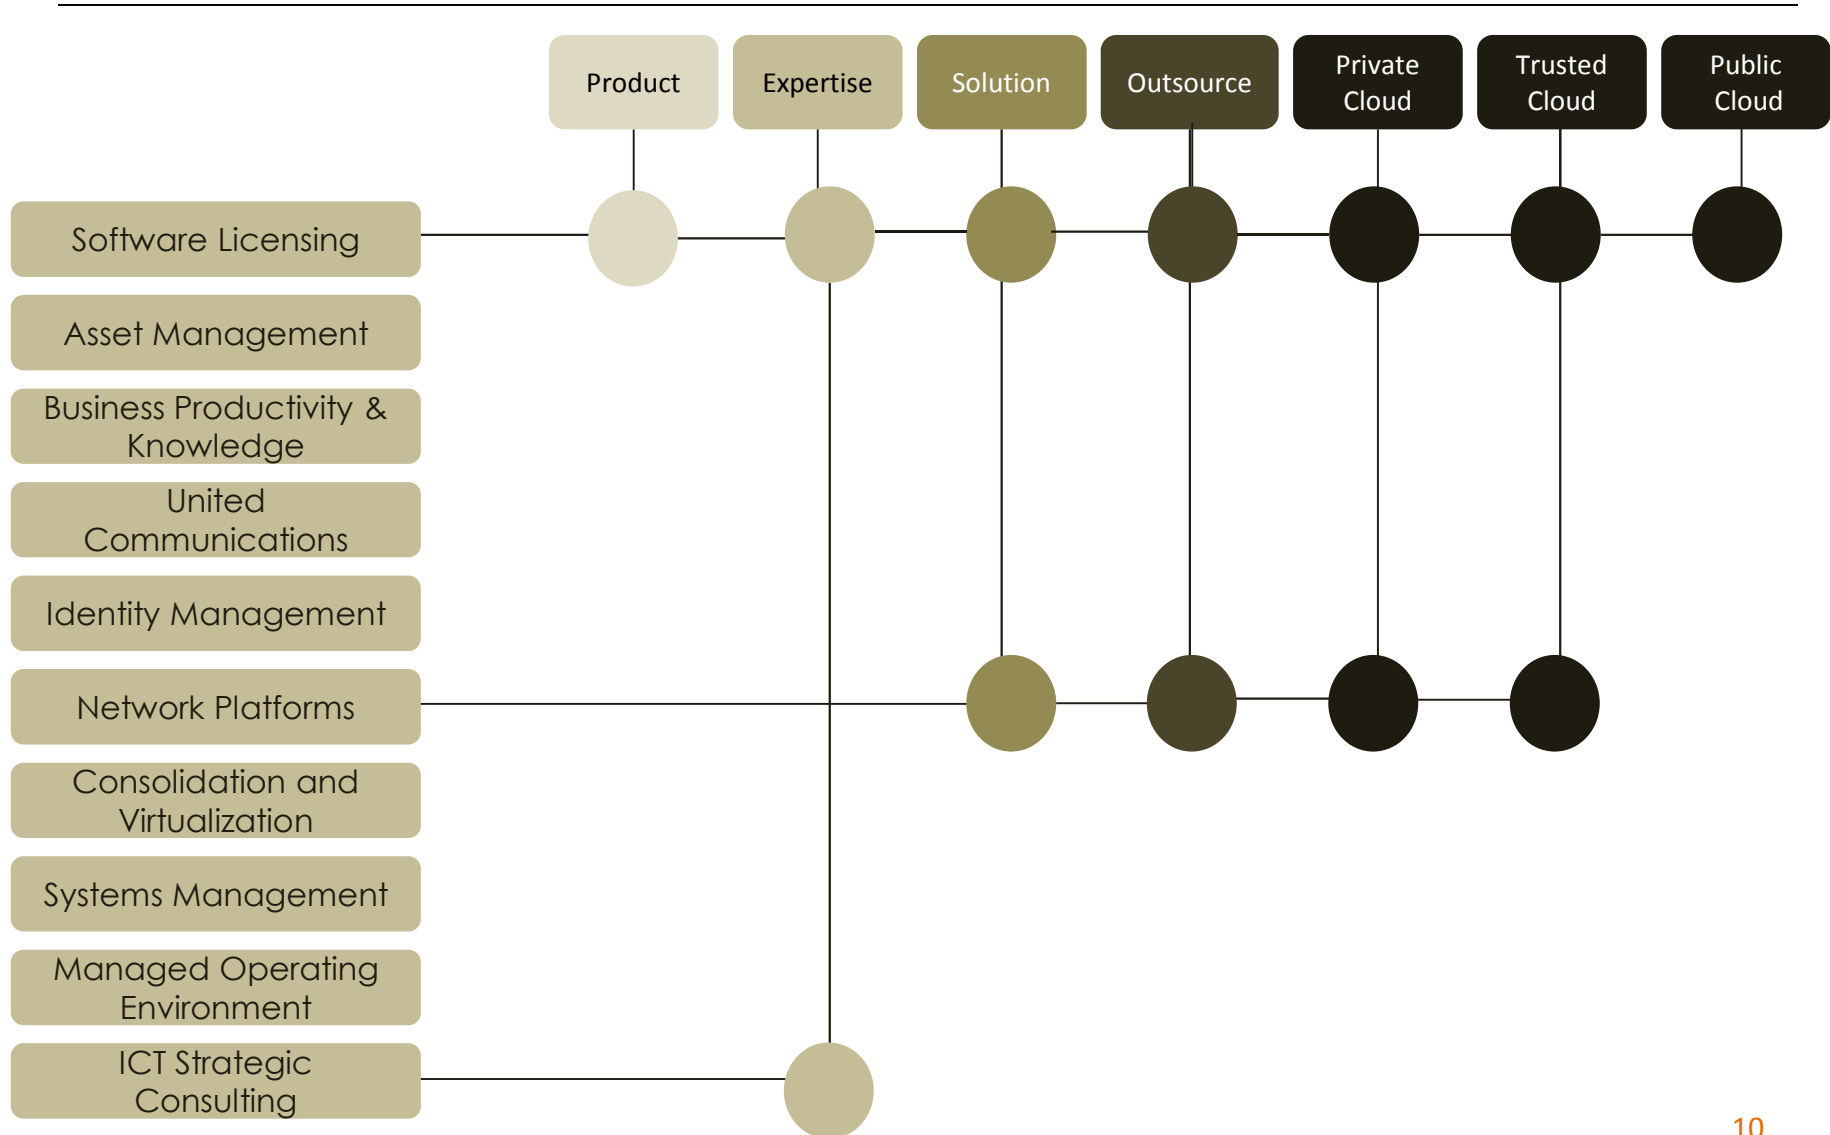 Product
Expertise
Solution
Outsource
Private
Cloud
Trusted
Cloud
Public
Cloud
Software Licensing
Asset Management
Business Productivity &
Knowledge
United
Communications
Identity Management
Network Platforms
Consolidation and
Virtualization
Systems Management
Managed Operating
Environment
ICT Strategic
Consulting
10